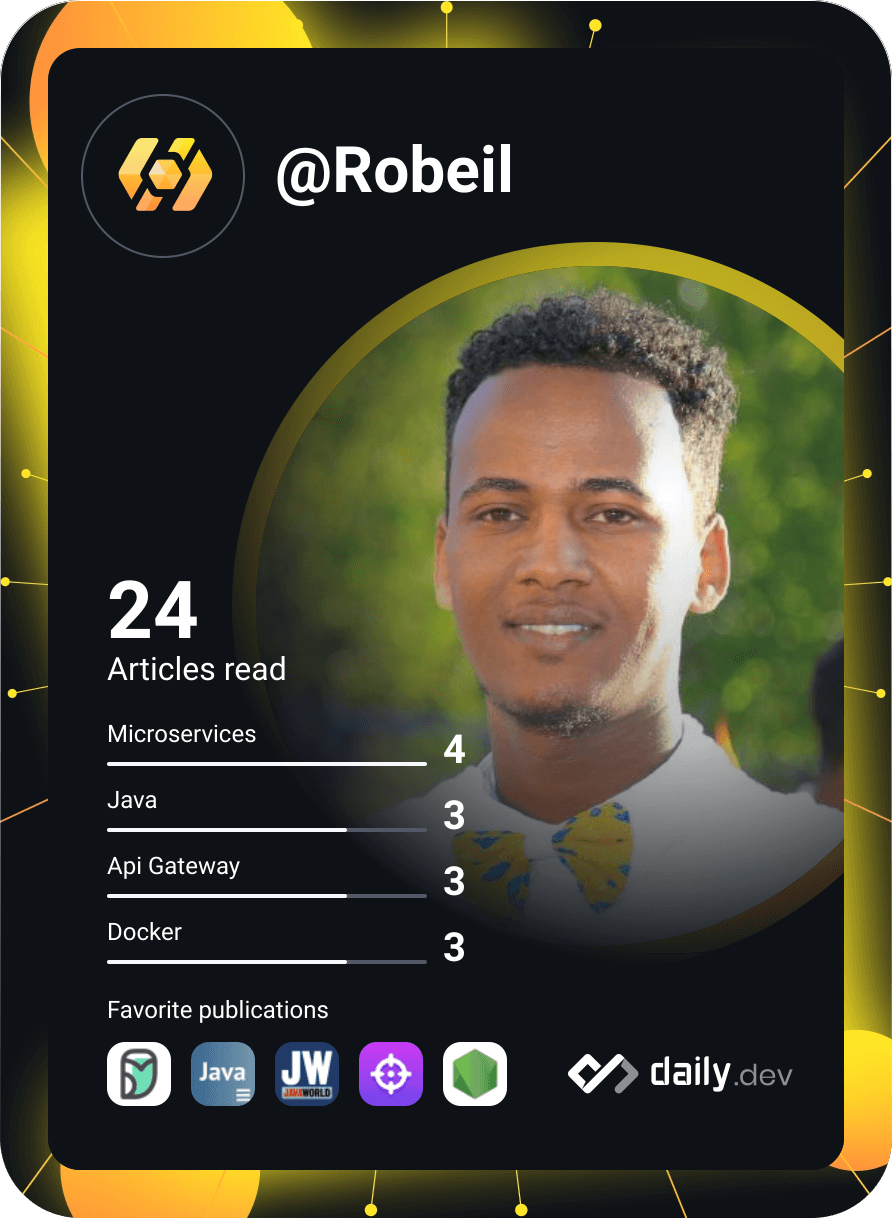 @Robeil
24
Articles read
Microservices
4
Java
3
Api Gateway
3
Docker
3
Favorite publications
Java
JW
JAVAWORLD
daily.dev